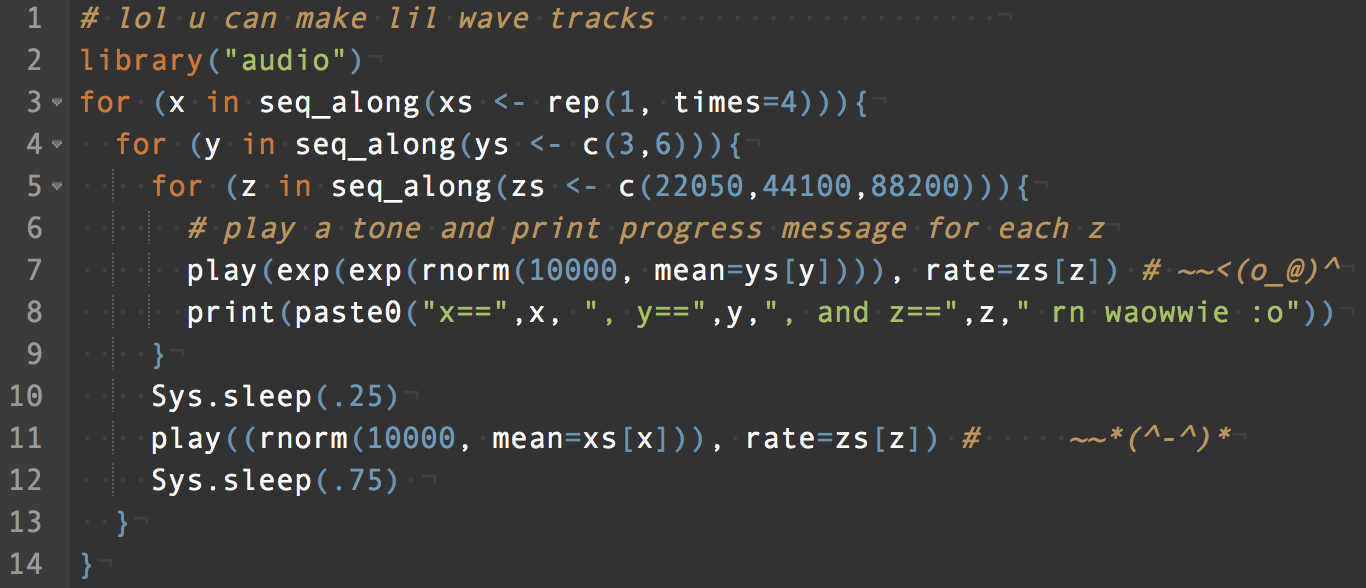 1 # lol u can make lil wave tracks
2 library("audio")
3 for (x in seq_along(xs <- rep(1, times=4))){
4   for (y in seq_along(ys <- c(3,6))){
5     for (z in seq_along(zs <- c(22050,44100,88200))){
6       # play a tone and print progress message for each z
7       play(exp(exp(rnorm(10000, mean=ys[y]))), rate=zs[z]) # ~~<(o_@)^
8       print(paste0("x==",x, ", y==",y,", and z==",z," rn waowwie :o"))
9     }
10     Sys.sleep(.25)
11     play((rnorm(10000, mean=xs[x])), rate=zs[z]) #     ~~*(^-^)*
12     Sys.sleep(.75)
13   }
14 }